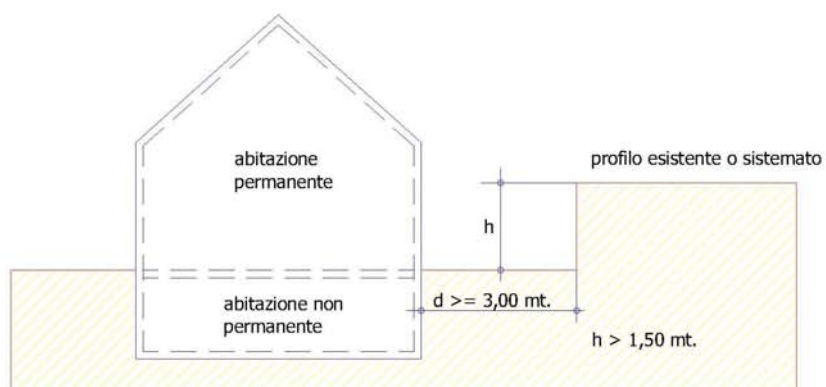 abitazione
permanente
profilo esistente o sistemato
h
abitazione non
permanente
d >= 3,00 mt.
h > 1,50 mt.